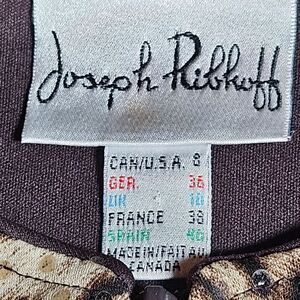 Joseph Ribkoff
CAN/U.S.A. 8
GER. 36
UK 10
FRANCE 38
SPAIN 40
MADE IN/FAIT AU
CANADA